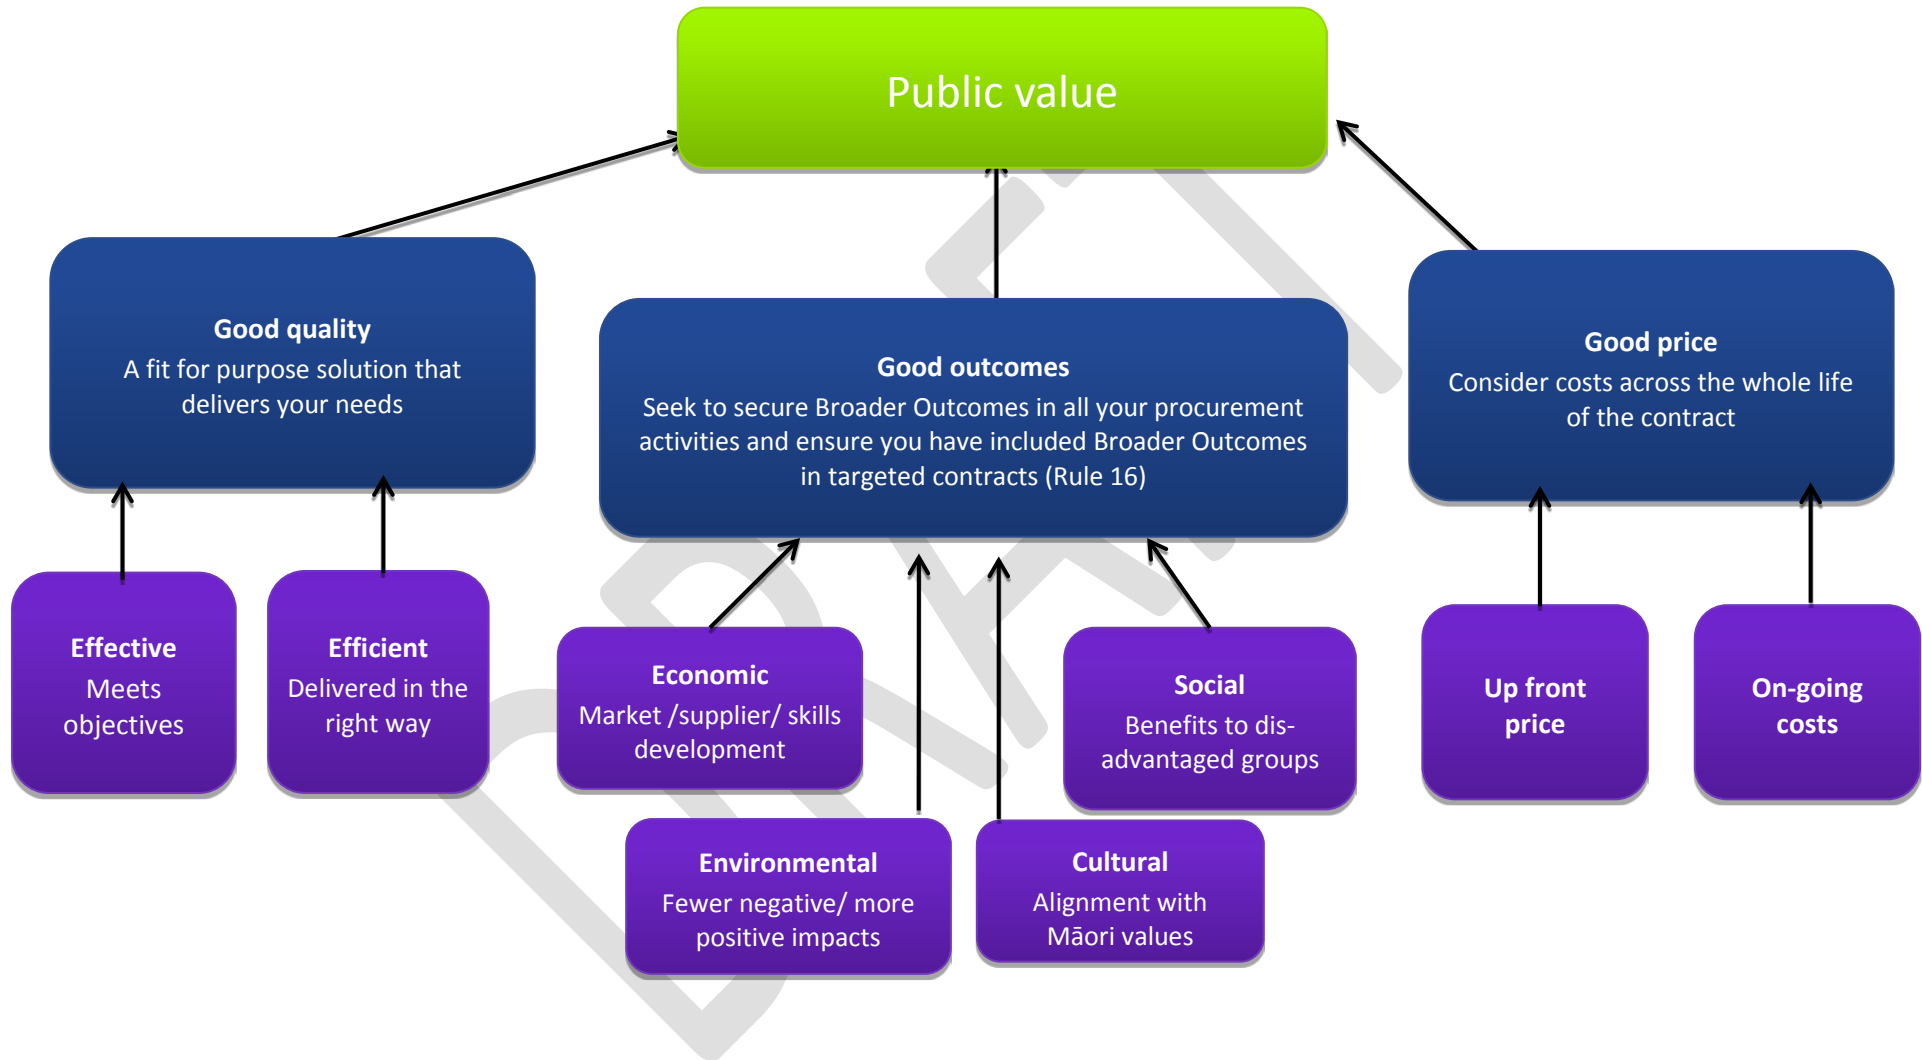 Public value
Good quality
A fit for purpose solution that
delivers your needs
Good outcomes
Seek to secure Broader Outcomes in all your procurement
activities and ensure you have included Broader Outcomes
in targeted contracts (Rule 16)
Good price
Consider costs across the whole life
of the contract
Effective
Meets
objectives
Efficient
Delivered in the
right way
Economic
Market /supplier/ skills
development
Social
Benefits to dis-
advantaged groups
Up front
price
On-going
costs
Environmental
Fewer negative/ more
positive impacts
Cultural
Alignment with
Māori values
DRAFT